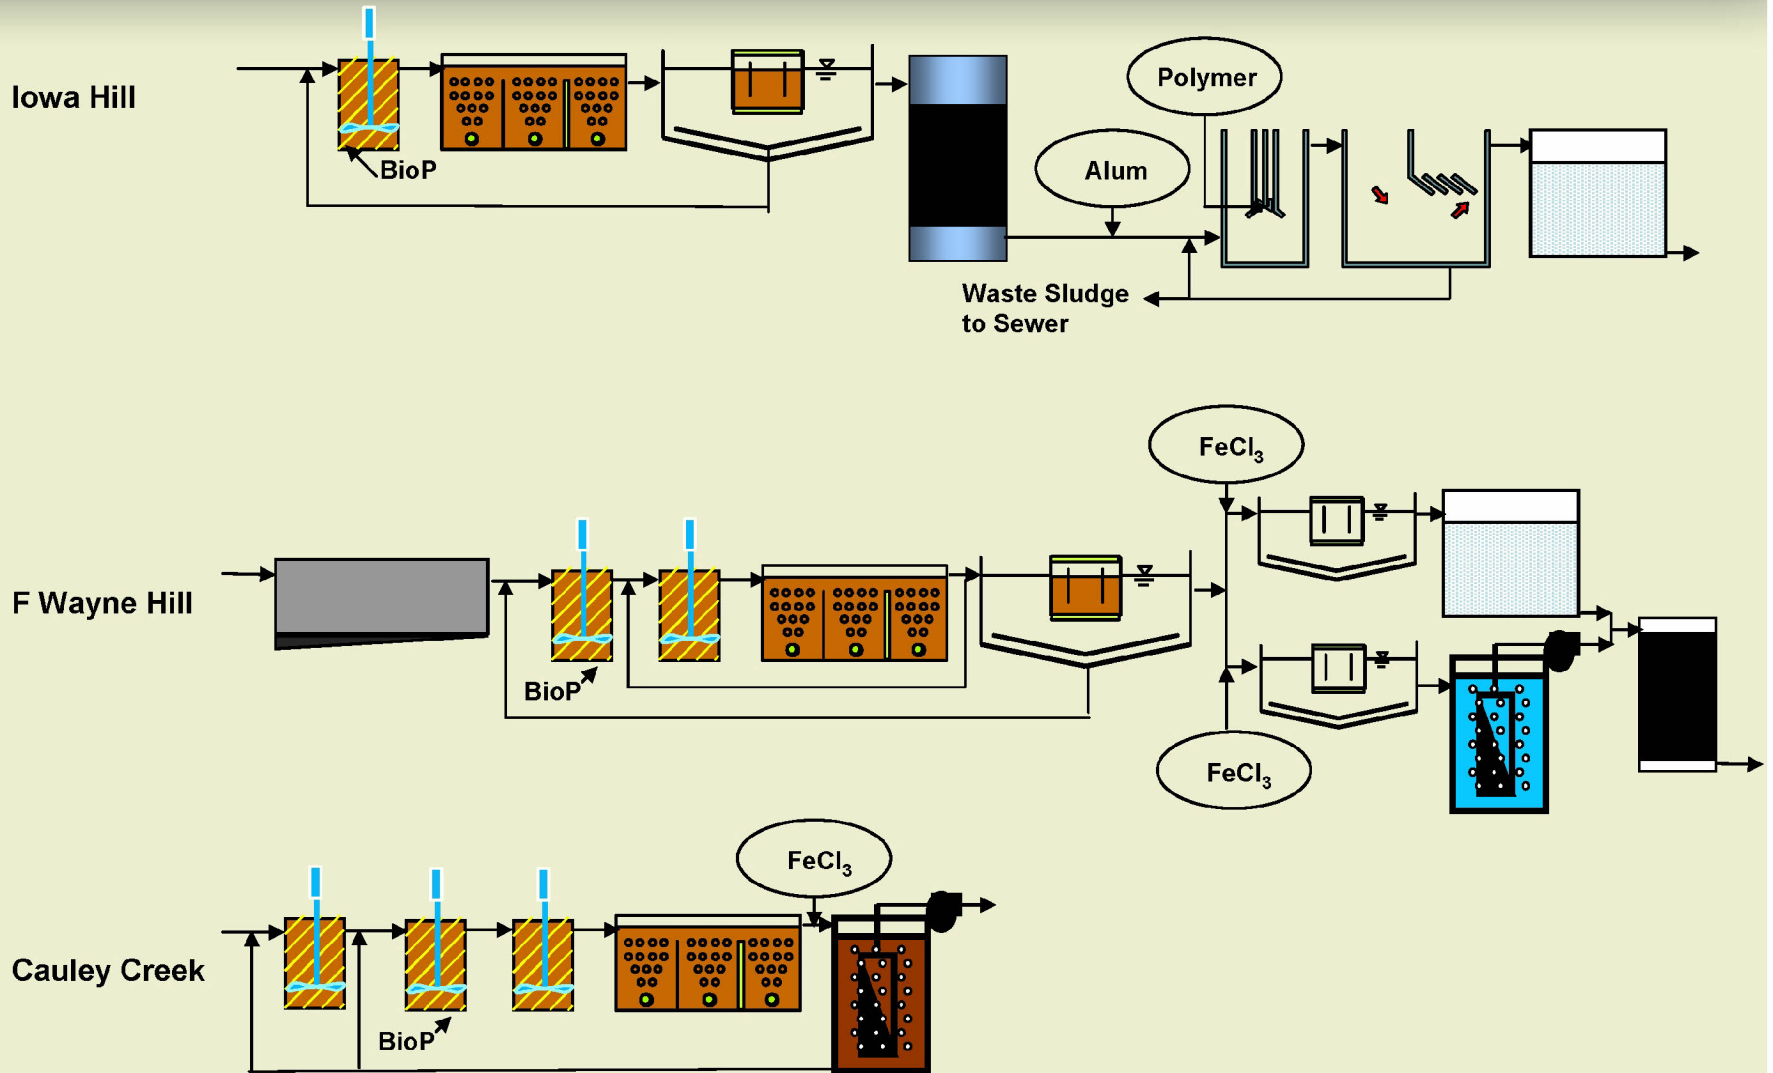 Iowa Hill
BioP
Polymer
Alum
Waste Sludge
to Sewer
F Wayne Hill
BioP
FeCl3
FeCl3
Cauley Creek
BioP
FeCl3